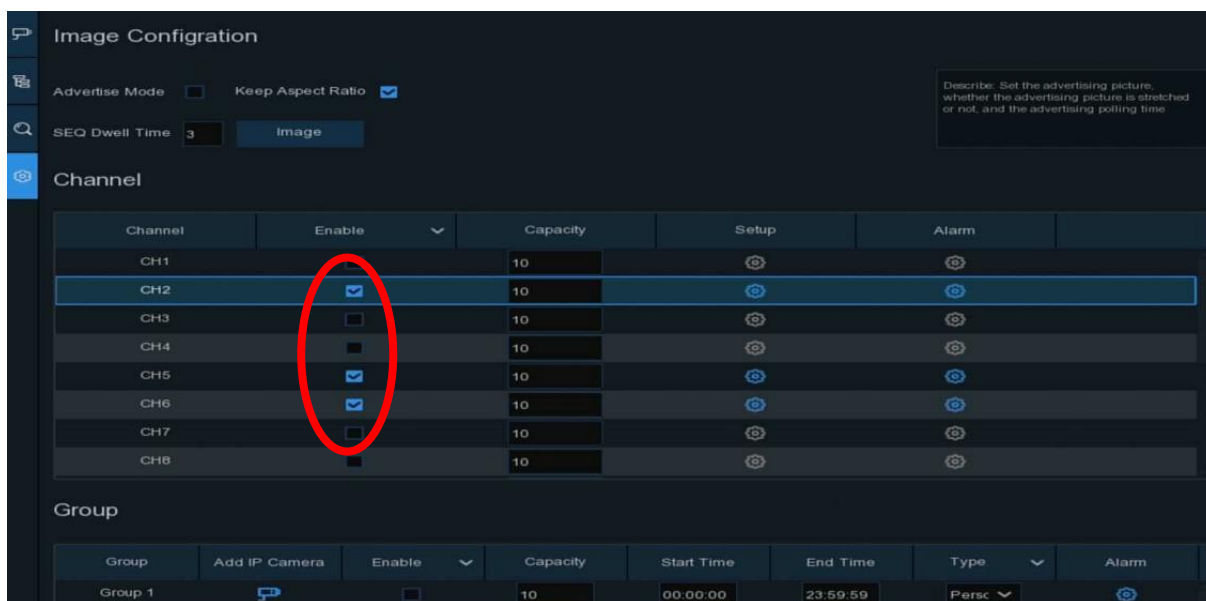 Image Configration
Advertise Mode Keep Aspect Ratio
Describe: Set the advertising picture,
whether the advertising picture is stretched
or not, and the advertising polling time
SEQ Dwell Time 3 Image
Channel
Channel Enable Capacity Setup Alarm
CH1 10
CH2 10
CH3 10
CH4 10
CH5 10
CH6 10
CH7 10
CH8 10
Group
Group Add IP Camera Enable Capacity Start Time End Time Type Alarm
Group 1 10 00:00:00 23:59:59 Persc